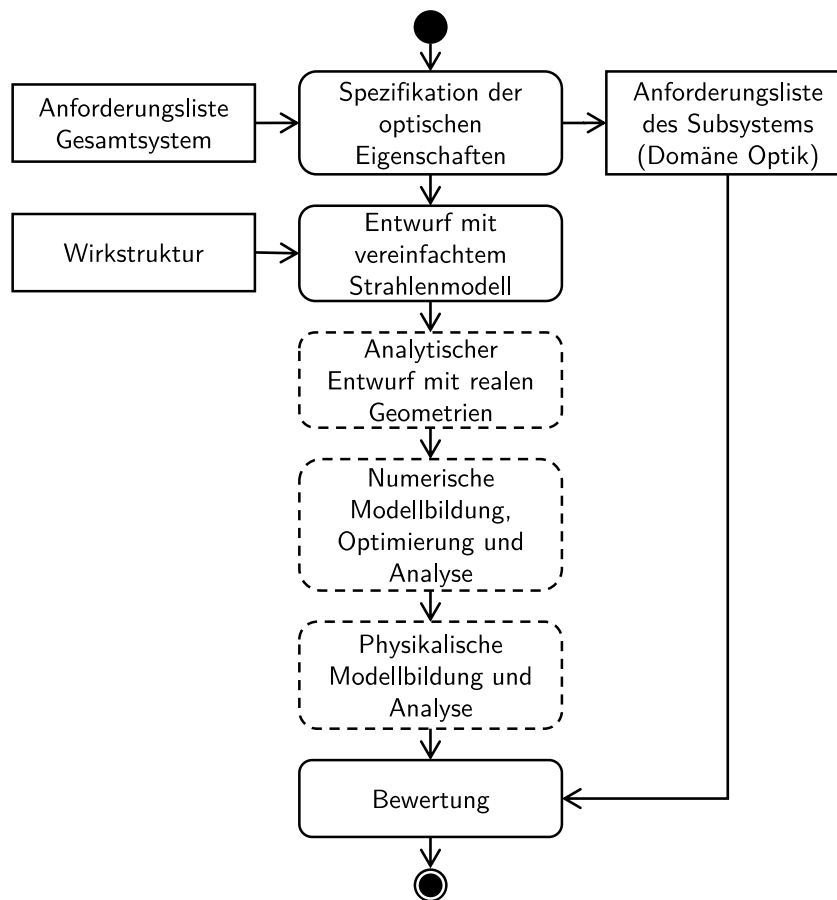 Anforderungsliste
Gesamtsystem
Spezifikation der
optischen
Eigenschaften
Anforderungsliste
des Subsystems
(Domäne Optik)
Wirkstruktur
Entwurf mit
vereinfachtem
Strahlenmodell
Analytischer
Entwurf mit realen
Geometrien
Numerische
Modellbildung,
Optimierung und
Analyse
Physikalische
Modellbildung und
Analyse
Bewertung